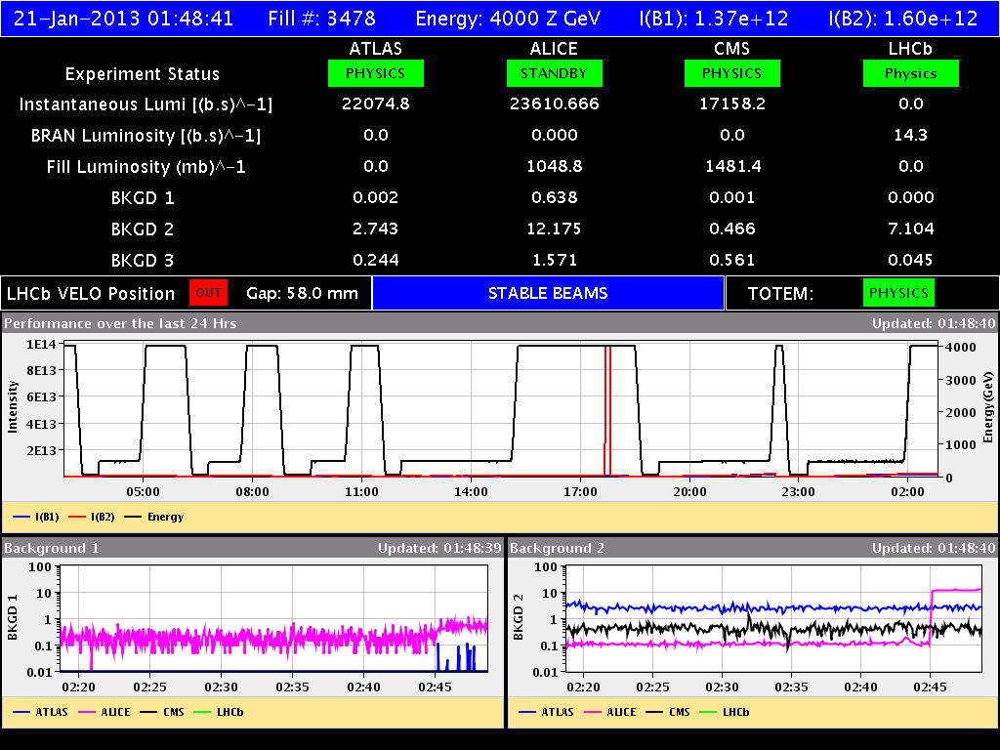 21-Jan-2013 01:48:41 Fill #: 3478 Energy: 4000 Z GeV I(B1): 1.37e+12 I(B2): 1.60e+12
ATLAS ALICE CMS LHCb
Experiment Status PHYSICS STANDBY PHYSICS Physics
Instantaneous Lumi [(b.s)^-1] 22074.8 23610.666 17158.2 0.0
BRAN Luminosity [(b.s)^-1] 0.0 0.000 0.0 14.3
Fill Luminosity (mb)^-1 0.0 1048.8 1481.4 0.0
BKGD 1 0.002 0.638 0.001 0.000
BKGD 2 2.743 12.175 0.466 7.104
BKGD 3 0.244 1.571 0.561 0.045
LHCb VELO Position OUT Gap: 58.0 mm STABLE BEAMS TOTEM: PHYSICS
Performance over the last 24 Hrs Updated: 01:48:40
1E14 4000
8E13 3000
6E13 2000
4E13 1000
2E13 0
Intensity
Energy(GeV)
05:00 08:00 11:00 14:00 17:00 20:00 23:00 02:00
I(B1) I(B2) Energy
Background 1 Updated: 01:48:39
100
10
1
0.1
0.01
BKGD 1
02:20 02:25 02:30 02:35 02:40 02:45
ATLAS ALICE CMS LHCb
Background 2 Updated: 01:48:40
100
10
1
0.1
0.01
BKGD 2
02:20 02:25 02:30 02:35 02:40 02:45
ATLAS ALICE CMS LHCb